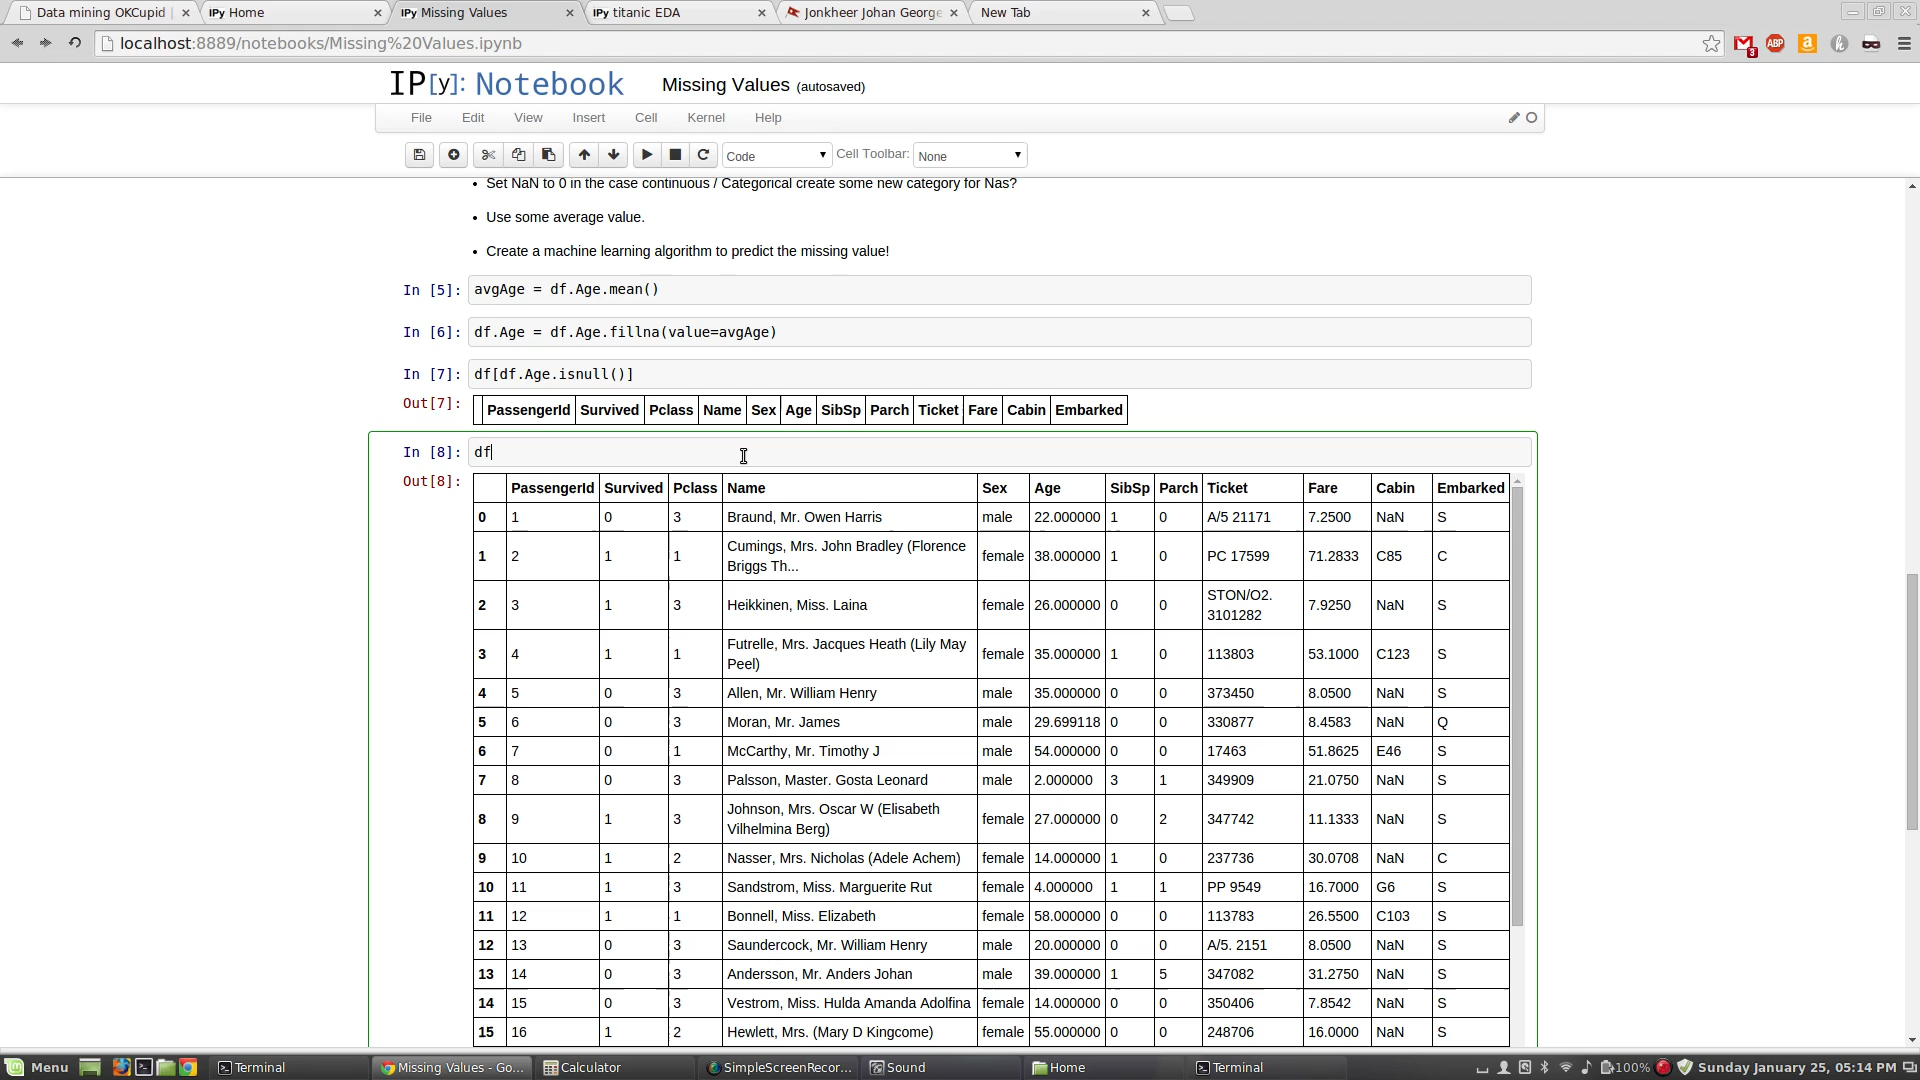 Data mining OKCupid |
IPy Home
IPy Missing Values
IPy titanic EDA
Jonkheer Johan George
New Tab
localhost:8889/notebooks/Missing%20Values.ipynb
3
ABP
IP[y]: Notebook Missing Values (autosaved)
File Edit View Insert Cell Kernel Help
Code Cell Toolbar: None
• Set NaN to 0 in the case continuous / Categorical create some new category for Nas?
• Use some average value.
• Create a machine learning algorithm to predict the missing value!
In [5]: avgAge = df.Age.mean()
In [6]: df.Age = df.Age.fillna(value=avgAge)
In [7]: df[df.Age.isnull()]
Out[7]: PassengerId Survived Pclass Name Sex Age SibSp Parch Ticket Fare Cabin Embarked
In [8]: df
Out[8]: PassengerId Survived Pclass Name Sex Age SibSp Parch Ticket Fare Cabin Embarked
0 1 0 3 Braund, Mr. Owen Harris male 22.000000 1 0 A/5 21171 7.2500 NaN S
1 2 1 1 Cumings, Mrs. John Bradley (Florence Briggs Th... female 38.000000 1 0 PC 17599 71.2833 C85 C
2 3 1 3 Heikkinen, Miss. Laina female 26.000000 0 0 STON/O2. 3101282 7.9250 NaN S
3 4 1 1 Futrelle, Mrs. Jacques Heath (Lily May Peel) female 35.000000 1 0 113803 53.1000 C123 S
4 5 0 3 Allen, Mr. William Henry male 35.000000 0 0 373450 8.0500 NaN S
5 6 0 3 Moran, Mr. James male 29.699118 0 0 330877 8.4583 NaN Q
6 7 0 1 McCarthy, Mr. Timothy J male 54.000000 0 0 17463 51.8625 E46 S
7 8 0 3 Palsson, Master. Gosta Leonard male 2.000000 3 1 349909 21.0750 NaN S
8 9 1 3 Johnson, Mrs. Oscar W (Elisabeth Vilhelmina Berg) female 27.000000 0 2 347742 11.1333 NaN S
9 10 1 2 Nasser, Mrs. Nicholas (Adele Achem) female 14.000000 1 0 237736 30.0708 NaN C
10 11 1 3 Sandstrom, Miss. Marguerite Rut female 4.000000 1 1 PP 9549 16.7000 G6 S
11 12 1 1 Bonnell, Miss. Elizabeth female 58.000000 0 0 113783 26.5500 C103 S
12 13 0 3 Saundercock, Mr. William Henry male 20.000000 0 0 A/5. 2151 8.0500 NaN S
13 14 0 3 Andersson, Mr. Anders Johan male 39.000000 1 5 347082 31.2750 NaN S
14 15 0 3 Vestrom, Miss. Hulda Amanda Adolfina female 14.000000 0 0 350406 7.8542 NaN S
15 16 1 2 Hewlett, Mrs. (Mary D Kingcome) female 55.000000 0 0 248706 16.0000 NaN S
Menu Terminal Missing Values - Go... Calculator SimpleScreenRecor... Sound Home Terminal 100% Sunday January 25, 05:14 PM